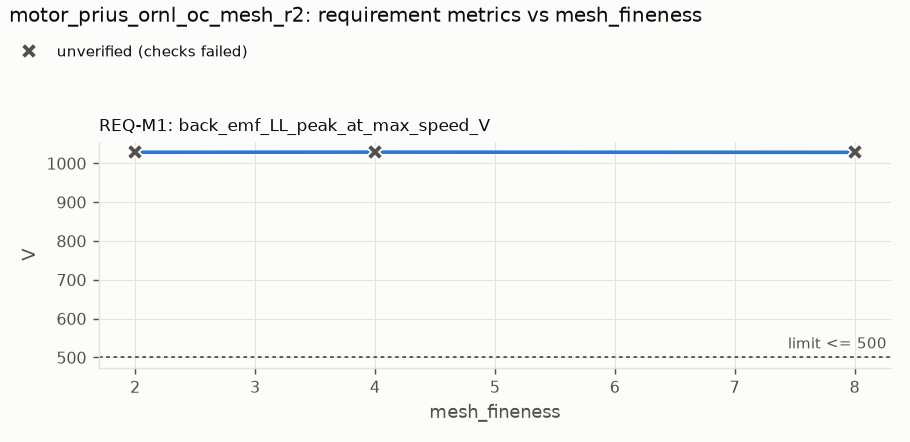 motor_prius_ornl_oc_mesh_r2: requirement metrics vs mesh_fineness
unverified (checks failed)
REQ-M1: back_emf_LL_peak_at_max_speed_V
1000
900
800
700
600
500
V
limit <= 500
2 3 4 5 6 7 8
mesh_fineness